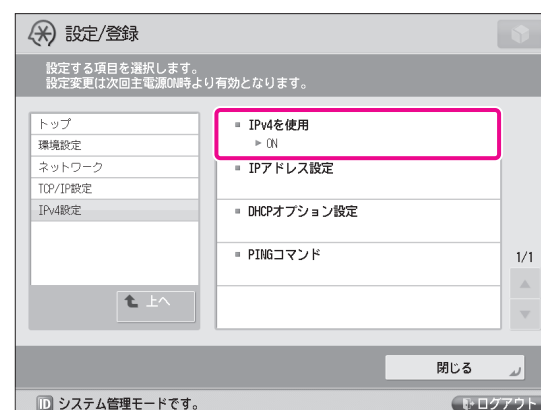 設定/登録
設定する項目を選択します。
設定変更は次回主電源ON時より有効となります。
トップ
環境設定
ネットワーク
TCP/IP設定
IPv4設定
上へ
IPv4を使用
ON
IPアドレス設定
DHCPオプション設定
PINGコマンド
1/1
閉じる
ID システム管理モードです。
ログアウト